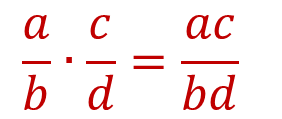 a/b · c/d = ac/bd